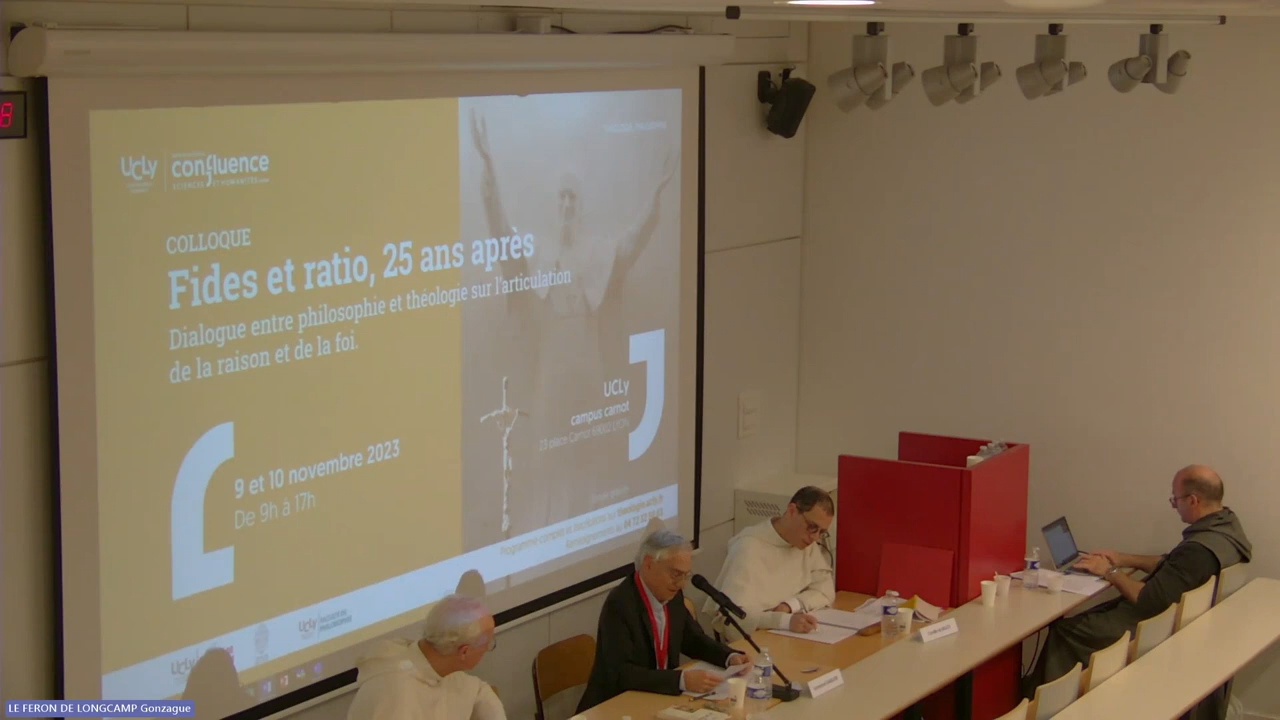 8
UCLy
confluence
SCIENCES ET HUMANITÉS
COLLOQUE
Fides et ratio, 25 ans après
Dialogue entre philosophie et théologie sur l'articulation
de la raison et de la foi.
UCLy
campus carnot
9 et 10 novembre 2023
De 9h à 17h
UCLy
LE FERON DE LONGCAMP Gonzague